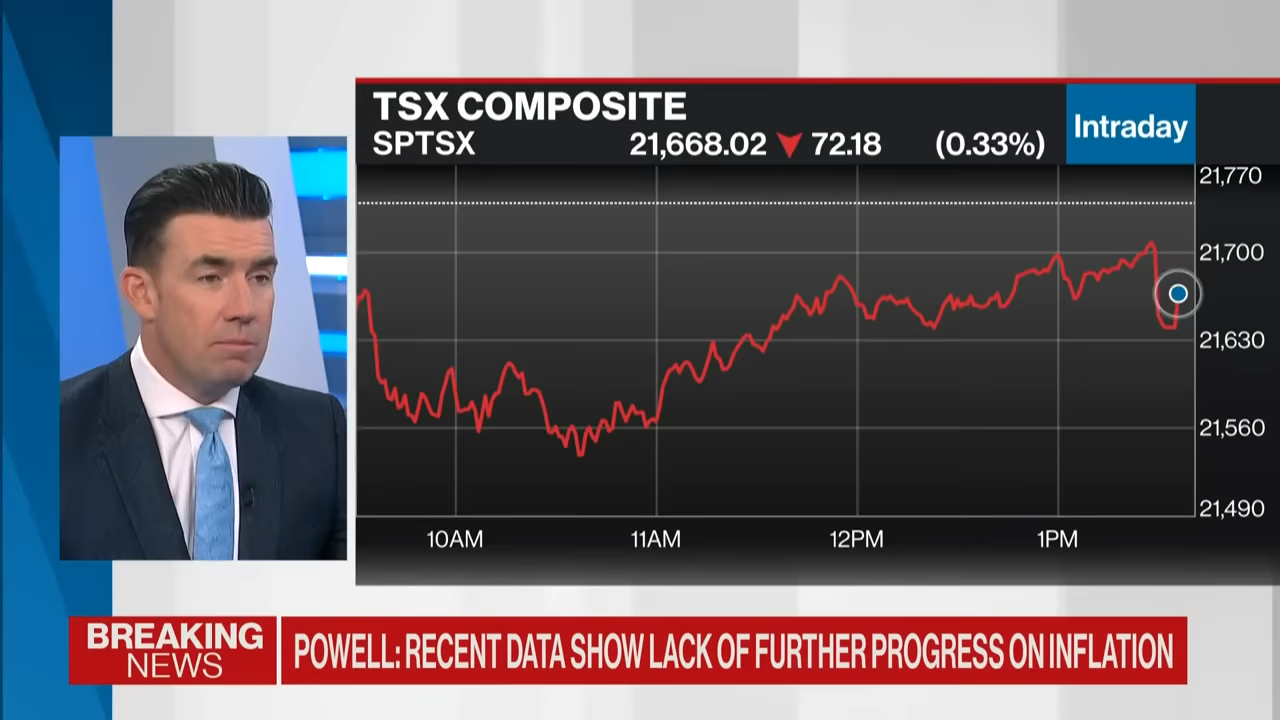 TSX COMPOSITE
SPTSX 21,668.02 72.18 (0.33%)
Intraday
21,770
21,700
21,630
21,560
21,490
10AM 11AM 12PM 1PM
BREAKING
NEWS
POWELL: RECENT DATA SHOW LACK OF FURTHER PROGRESS ON INFLATION